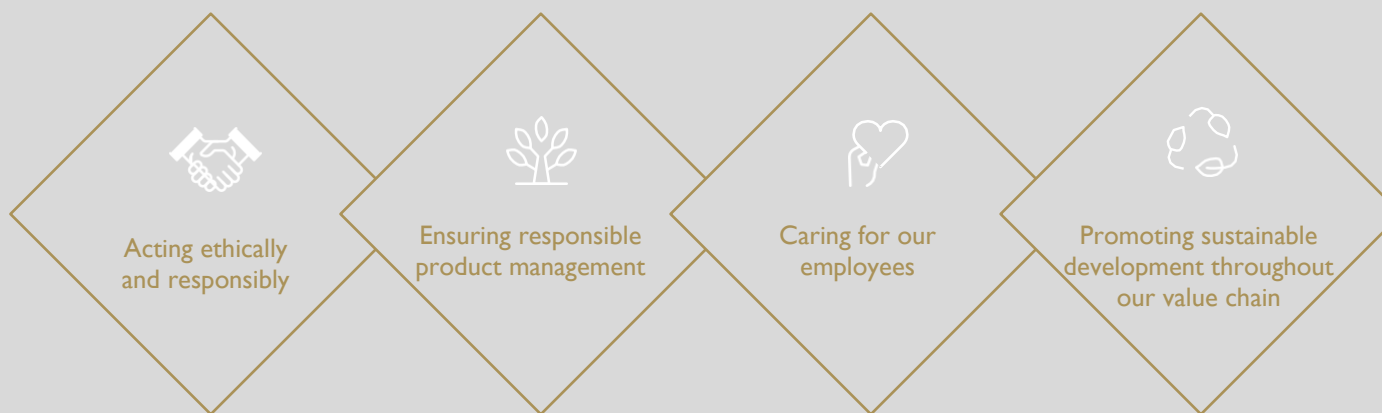 Acting ethically
and responsibly
Ensuring responsible
product management
Caring for our
employees
Promoting sustainable
development throughout
our value chain